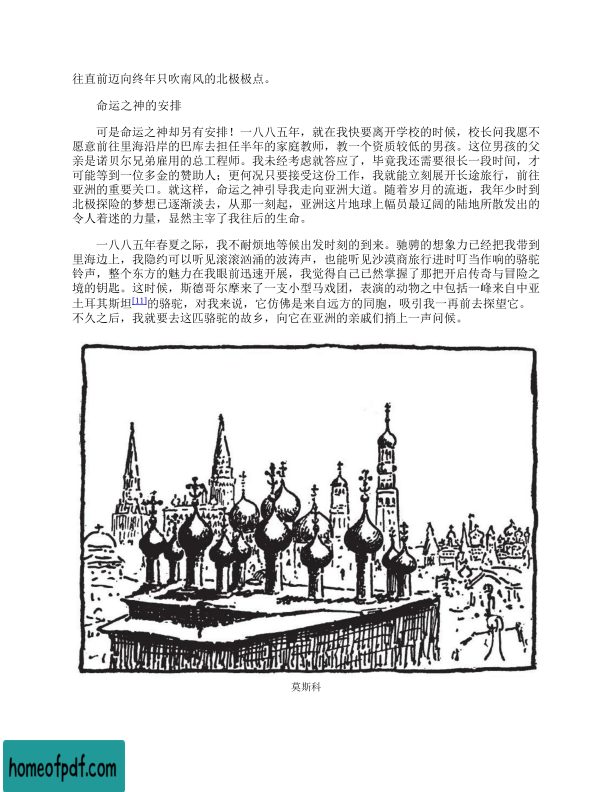 往直前迈向终年只吹南风的北极极点。
命运之神的安排
可是命运之神却另有安排！一八八五年，就在我快要离开学校的时候，校长问我愿不
愿意前往里海沿岸的巴库去担任半年的家庭教师，教一个资质较低的男孩。这位男孩的父
亲是诺贝尔兄弟雇用的总工程师。我未经考虑就答应了，毕竟我还需要很长一段时间，才
可能等到一位多金的赞助人；更何况只要接受这份工作，我就能立刻展开长途旅行，前往
亚洲的重要关口。就这样，命运之神引导我走向亚洲大道。随着岁月的流逝，我年少时到
北极探险的梦想已逐渐淡去，从那一刻起，亚洲这片地球上幅员最辽阔的陆地所散发出的
令人着迷的力量，显然主宰了我往后的生命。
一八八五年春夏之际，我不耐烦地等候出发时刻的到来。驰骋的想象力已经把我带到
里海边上，我隐约可以听见滚滚汹涌的波涛声，也能听见沙漠商旅行进时叮当作响的骆驼
铃声，整个东方的魅力在我眼前迅速开展，我觉得自己已然掌握了那把开启传奇与冒险之
境的钥匙。这时候，斯德哥尔摩来了一支小型马戏团，表演的动物之中包括一峰来自中亚
土耳其斯坦[11]的骆驼，对我来说，它仿佛是来自远方的同胞，吸引我一再前去探望它。
不久之后，我就要去这匹骆驼的故乡，向它在亚洲的亲戚们捎上一声问候。
莫斯科
homeofpdf.com